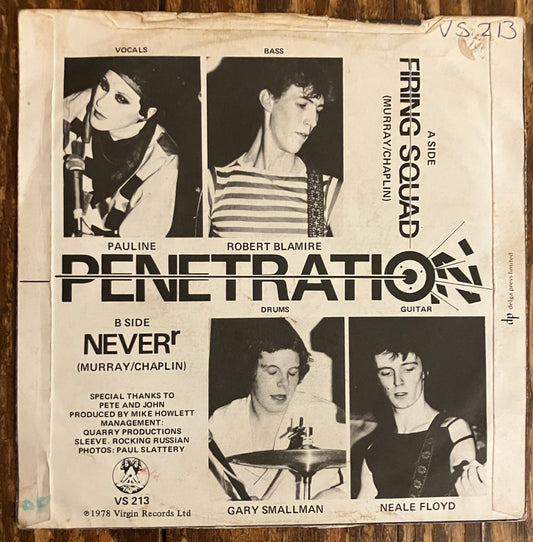 VS 213
VOCALS
BASS
A SIDE
FIRING SQUAD
(MURRAY/CHAPLIN)
PAULINE
ROBERT BLAMIRE
PENETRATION
dp delga press limited
B SIDE
NEVERr
(MURRAY/CHAPLIN)
DRUMS
GUITAR
SPECIAL THANKS TO
PETE AND JOHN
PRODUCED BY MIKE HOWLETT
MANAGEMENT:
QUARRY PRODUCTIONS
SLEEVE. ROCKING RUSSIAN
PHOTOS: PAUL SLATTERY
VS 213
℗1978 Virgin Records Ltd
GARY SMALLMAN
NEALE FLOYD